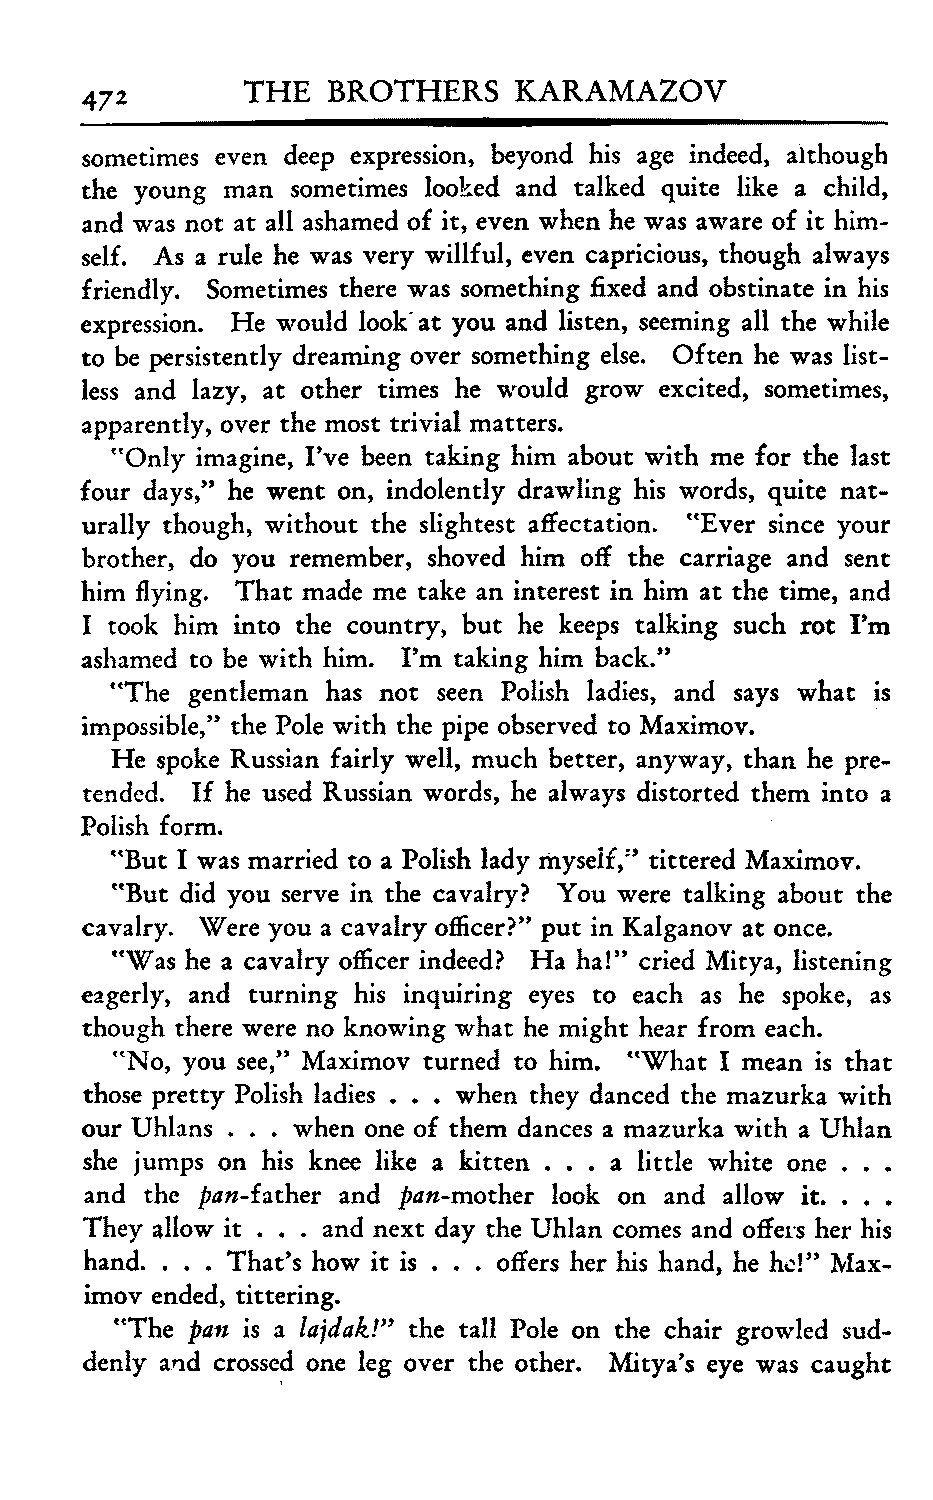 472 THE BROTHERS KARAMAZOV
sometimes even deep expression, beyond his age indeed, although
the young man sometimes looked and talked quite like a child,
and was not at all ashamed of it, even when he was aware of it him-
self. As a rule he was very willful, even capricious, though always
friendly. Sometimes there was something fixed and obstinate in his
expression. He would look at you and listen, seeming all the while
to be persistently dreaming over something else. Often he was list-
less and lazy, at other times he would grow excited, sometimes,
apparently, over the most trivial matters.
"Only imagine, I've been taking him about with me for the last
four days," he went on, indolently drawling his words, quite nat-
urally though, without the slightest affectation. "Ever since your
brother, do you remember, shoved him off the carriage and sent
him flying. That made me take an interest in him at the time, and
I took him into the country, but he keeps talking such rot I'm
ashamed to be with him. I'm taking him back."
"The gentleman has not seen Polish ladies, and says what is
impossible," the Pole with the pipe observed to Maximov.
He spoke Russian fairly well, much better, anyway, than he pre-
tended. If he used Russian words, he always distorted them into a
Polish form.
"But I was married to a Polish lady myself," tittered Maximov.
"But did you serve in the cavalry? You were talking about the
cavalry. Were you a cavalry officer?" put in Kalganov at once.
"Was he a cavalry officer indeed? Ha ha!" cried Mitya, listening
eagerly, and turning his inquiring eyes to each as he spoke, as
though there were no knowing what he might hear from each.
"No, you see," Maximov turned to him. "What I mean is that
those pretty Polish ladies . . . when they danced the mazurka with
our Uhlans . . . when one of them dances a mazurka with a Uhlan
she jumps on his knee like a kitten . . . a little white one . . .
and the pan-father and pan-mother look on and allow it. . . .
They allow it . . . and next day the Uhlan comes and offers her his
hand. . . . That's how it is . . . offers her his hand, he he!" Max-
imov ended, tittering.
"The pan is a lajdak!" the tall Pole on the chair growled sud-
denly and crossed one leg over the other. Mitya's eye was caught